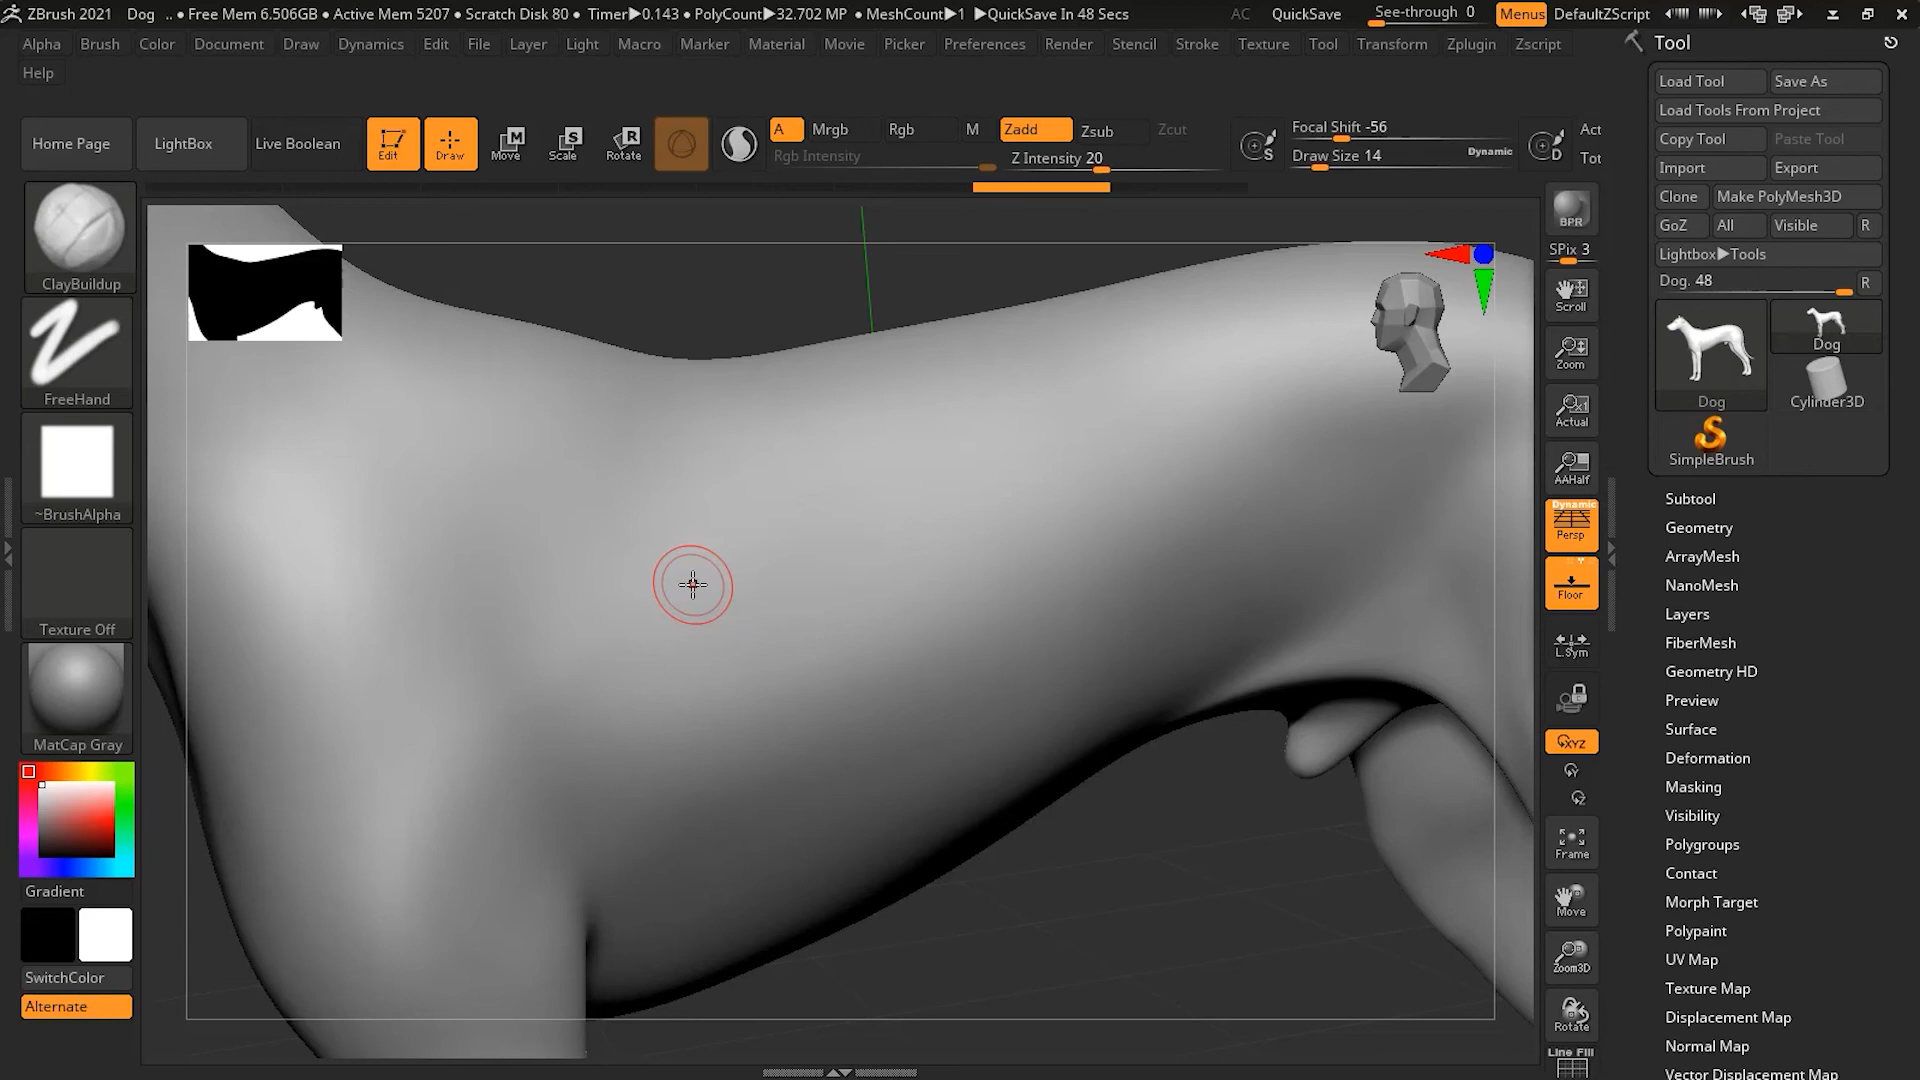 ZBrush 2021 Dog .. ● Free Mem 6.506GB ● Active Mem 5207 ● Scratch Disk 80 ● Timer▶0.143 ● PolyCount▶32.702 MP ● MeshCount▶1 ▶QuickSave In 48 Secs AC QuickSave See-through 0 Menus DefaultZScript
Alpha Brush Color Document Draw Dynamics Edit File Layer Light Macro Marker Material Movie Picker Preferences Render Stencil Stroke Texture Tool Transform Zplugin Zscript
Help
Home Page LightBox Live Boolean Edit Draw Move Scale Rotate
A Mrgb Rgb M Zadd Zsub Zcut
Rgb Intensity Z Intensity 20
S Focal Shift -56
Draw Size 14 Dynamic
D Act
Tot
ClayBuildup
FreeHand
~BrushAlpha
Texture Off
MatCap Gray
Gradient
SwitchColor
Alternate
BPR
SPix 3
Scroll
Zoom
Actual
AAHalf
Dynamic
Persp
Floor
L.Sym
XYZ
Y
Z
Frame
Move
Zoom3D
Rotate
Line Fill
Tool
Load Tool Save As
Load Tools From Project
Copy Tool Paste Tool
Import Export
Clone Make PolyMesh3D
GoZ All Visible R
Lightbox▶Tools
Dog. 48 R
Dog
Dog Cylinder3D
SimpleBrush
Subtool
Geometry
ArrayMesh
NanoMesh
Layers
FiberMesh
Geometry HD
Preview
Surface
Deformation
Masking
Visibility
Polygroups
Contact
Morph Target
Polypaint
UV Map
Texture Map
Displacement Map
Normal Map
Vector Displacement Map